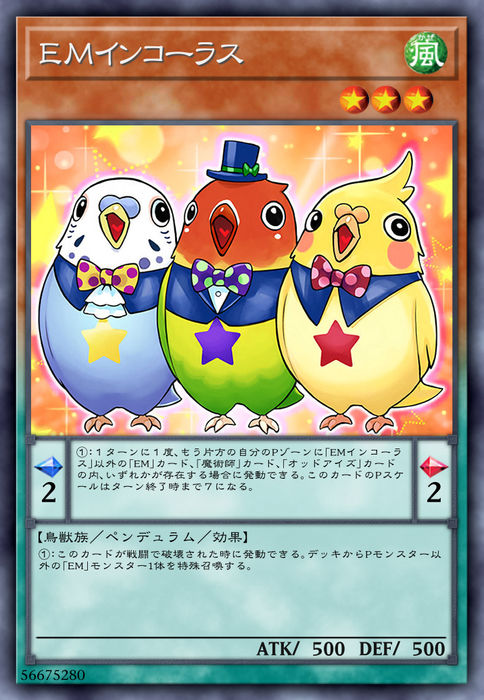 EMインコーラス
かぜ
風
①：１ターンに１度、もう片方の自分のPゾーンに「EMインコーラ
ス」以外の「EM」カード、「魔術師」カード、「オッドアイズ」カード
の内、いずれかが存在する場合に発動できる。このカードのPスケ
ールはターン終了時まで７になる。
2
2
【鳥獣族／ペンデュラム／効果】
①：このカードが戦闘で破壊された時に発動できる。デッキからPモンスター以
外の「EM」モンスター1体を特殊召喚する。
ATK/ 500 DEF/ 500
56675280